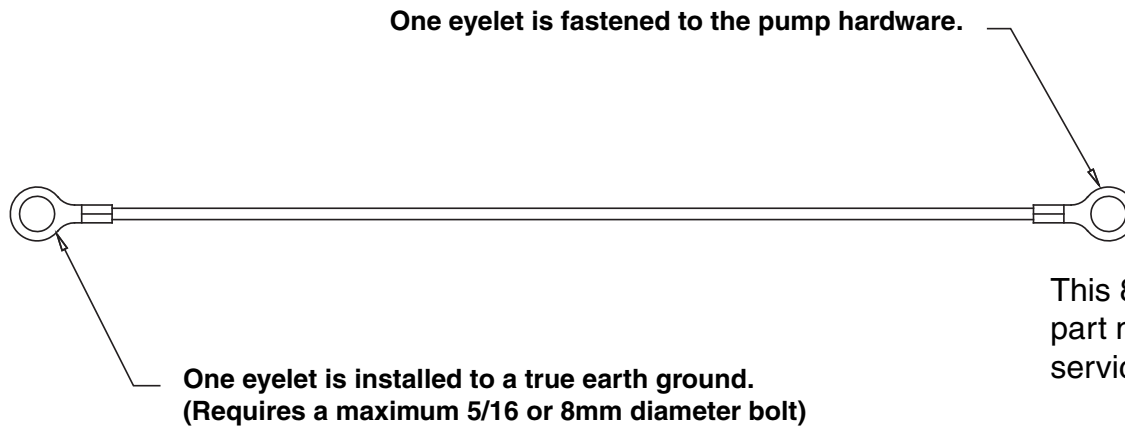 One eyelet is fastened to the pump hardware.
This
part
One eyelet is installed to a true earth ground.
(Requires a maximum 5/16 or 8mm diameter bolt)